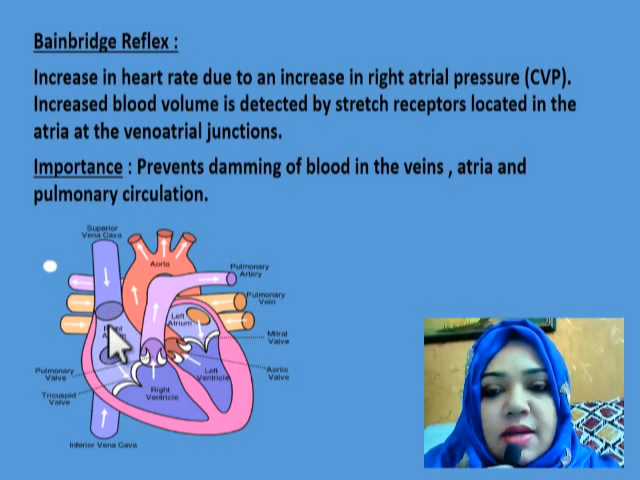 Bainbridge Reflex :
Increase in heart rate due to an increase in right atrial pressure (CVP).
Increased blood volume is detected by stretch receptors located in the
atria at the venoatrial junctions.
Importance : Prevents damming of blood in the veins , atria and
pulmonary circulation.
Superior
Vena Cava
Aorta
Pulmonary
Artery
Pulmonary
Vein
Left
Atrium
Mitral
Valve
Aortic
Valve
Pulmonary
Valve
Tricuspid
Valve
Left
Ventricle
Right
Ventricle
Inferior Vena Cava